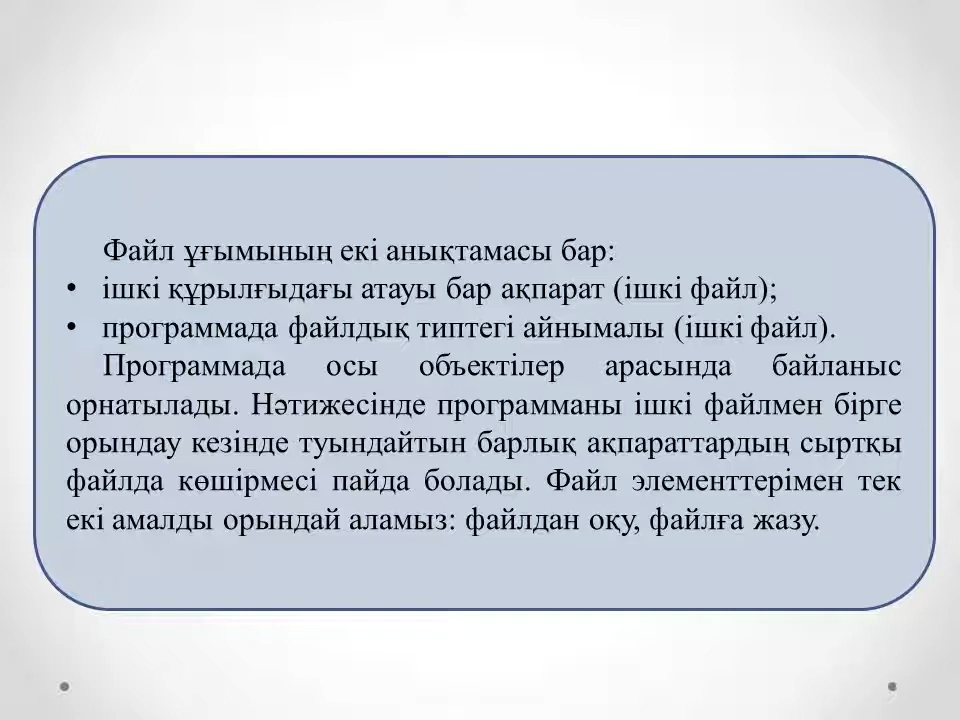 Файл ұғымының екі анықтамасы бар:
• ішкі құрылғыдағы атауы бар ақпарат (ішкі файл);
• программада файлдық типтегі айнымалы (ішкі файл).
Программада осы объектілер арасында байланыс
орнатылады. Нәтижесінде программаны ішкі файлмен бірге
орындау кезінде туындайтын барлық ақпараттардың сыртқы
файлда көшірмесі пайда болады. Файл элементтерімен тек
екі амалды орындай аламыз: файлдан оқу, файлға жазу.